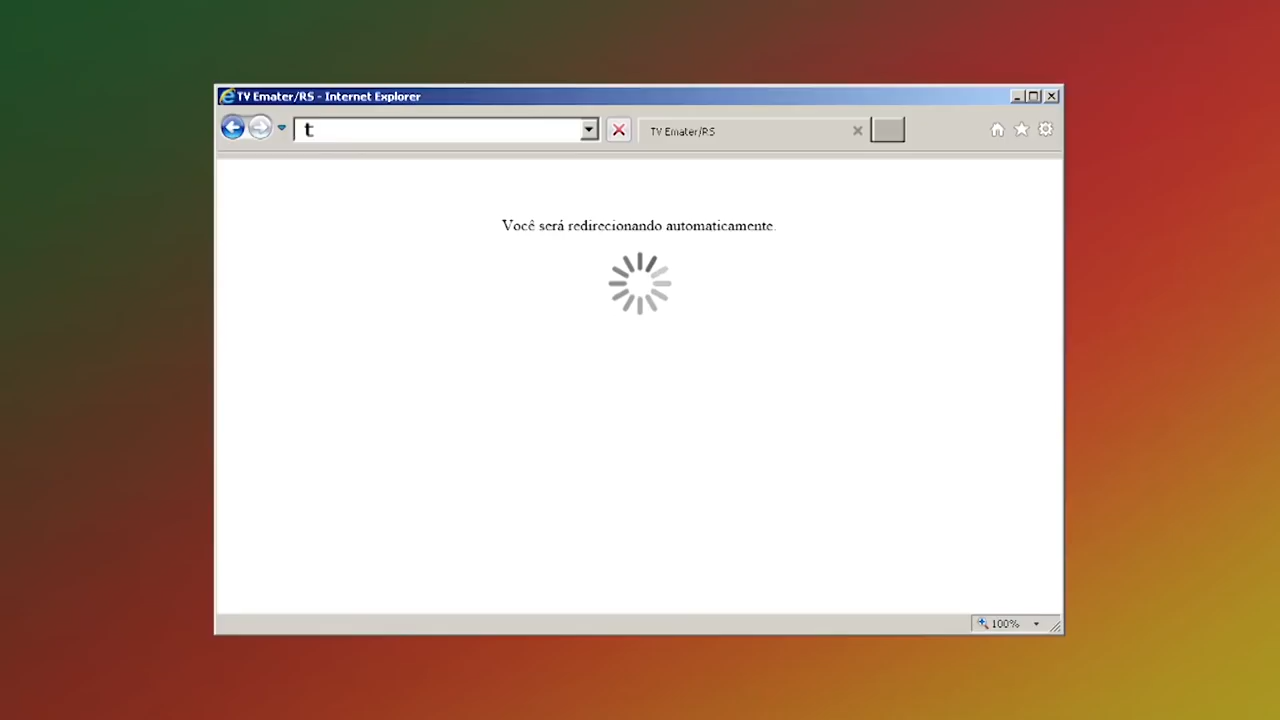 TV Emater/RS - Internet Explorer
t
TV Emater/RS
Você será redirecionando automaticamente.
100%